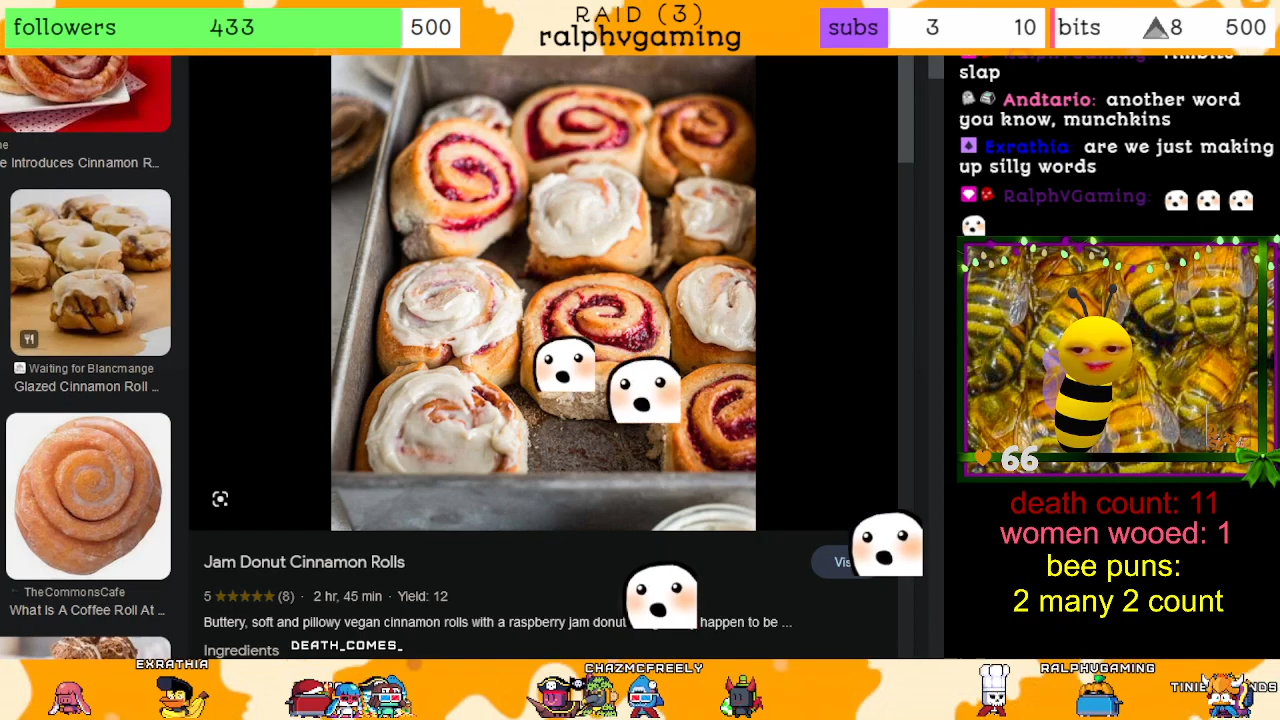 followers 433 500
RAID (3)
ralphvgaming
subs 3 10
bits 8 500
slap
Andtario: another word
you know, munchkins
Exrathia: are we just making
up silly words
RalphVGaming:
e Introduces Cinnamon R...
Waiting for Blancmange
Glazed Cinnamon Roll ...
TheCommonsCafe
What Is A Coffee Roll At ...
Jam Donut Cinnamon Rolls
5 ★★★★★ (8) · 2 hr, 45 min · Yield: 12
Buttery, soft and pillowy vegan cinnamon rolls with a raspberry jam donut happen to be ...
Ingredients
DEATH_COMES_
66
death count: 11
women wooed: 1
bee puns:
2 many 2 count
EXRATHIA
CHAZMCFREELY
RALPHVGAMING